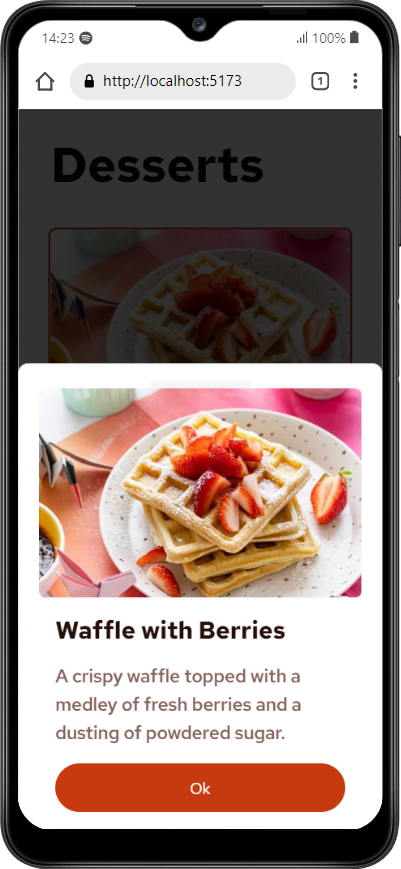 14:23
100%
http://localhost:5173
1
Desserts
Waffle with Berries
A crispy waffle topped with a
medley of fresh berries and a
dusting of powdered sugar.
Ok